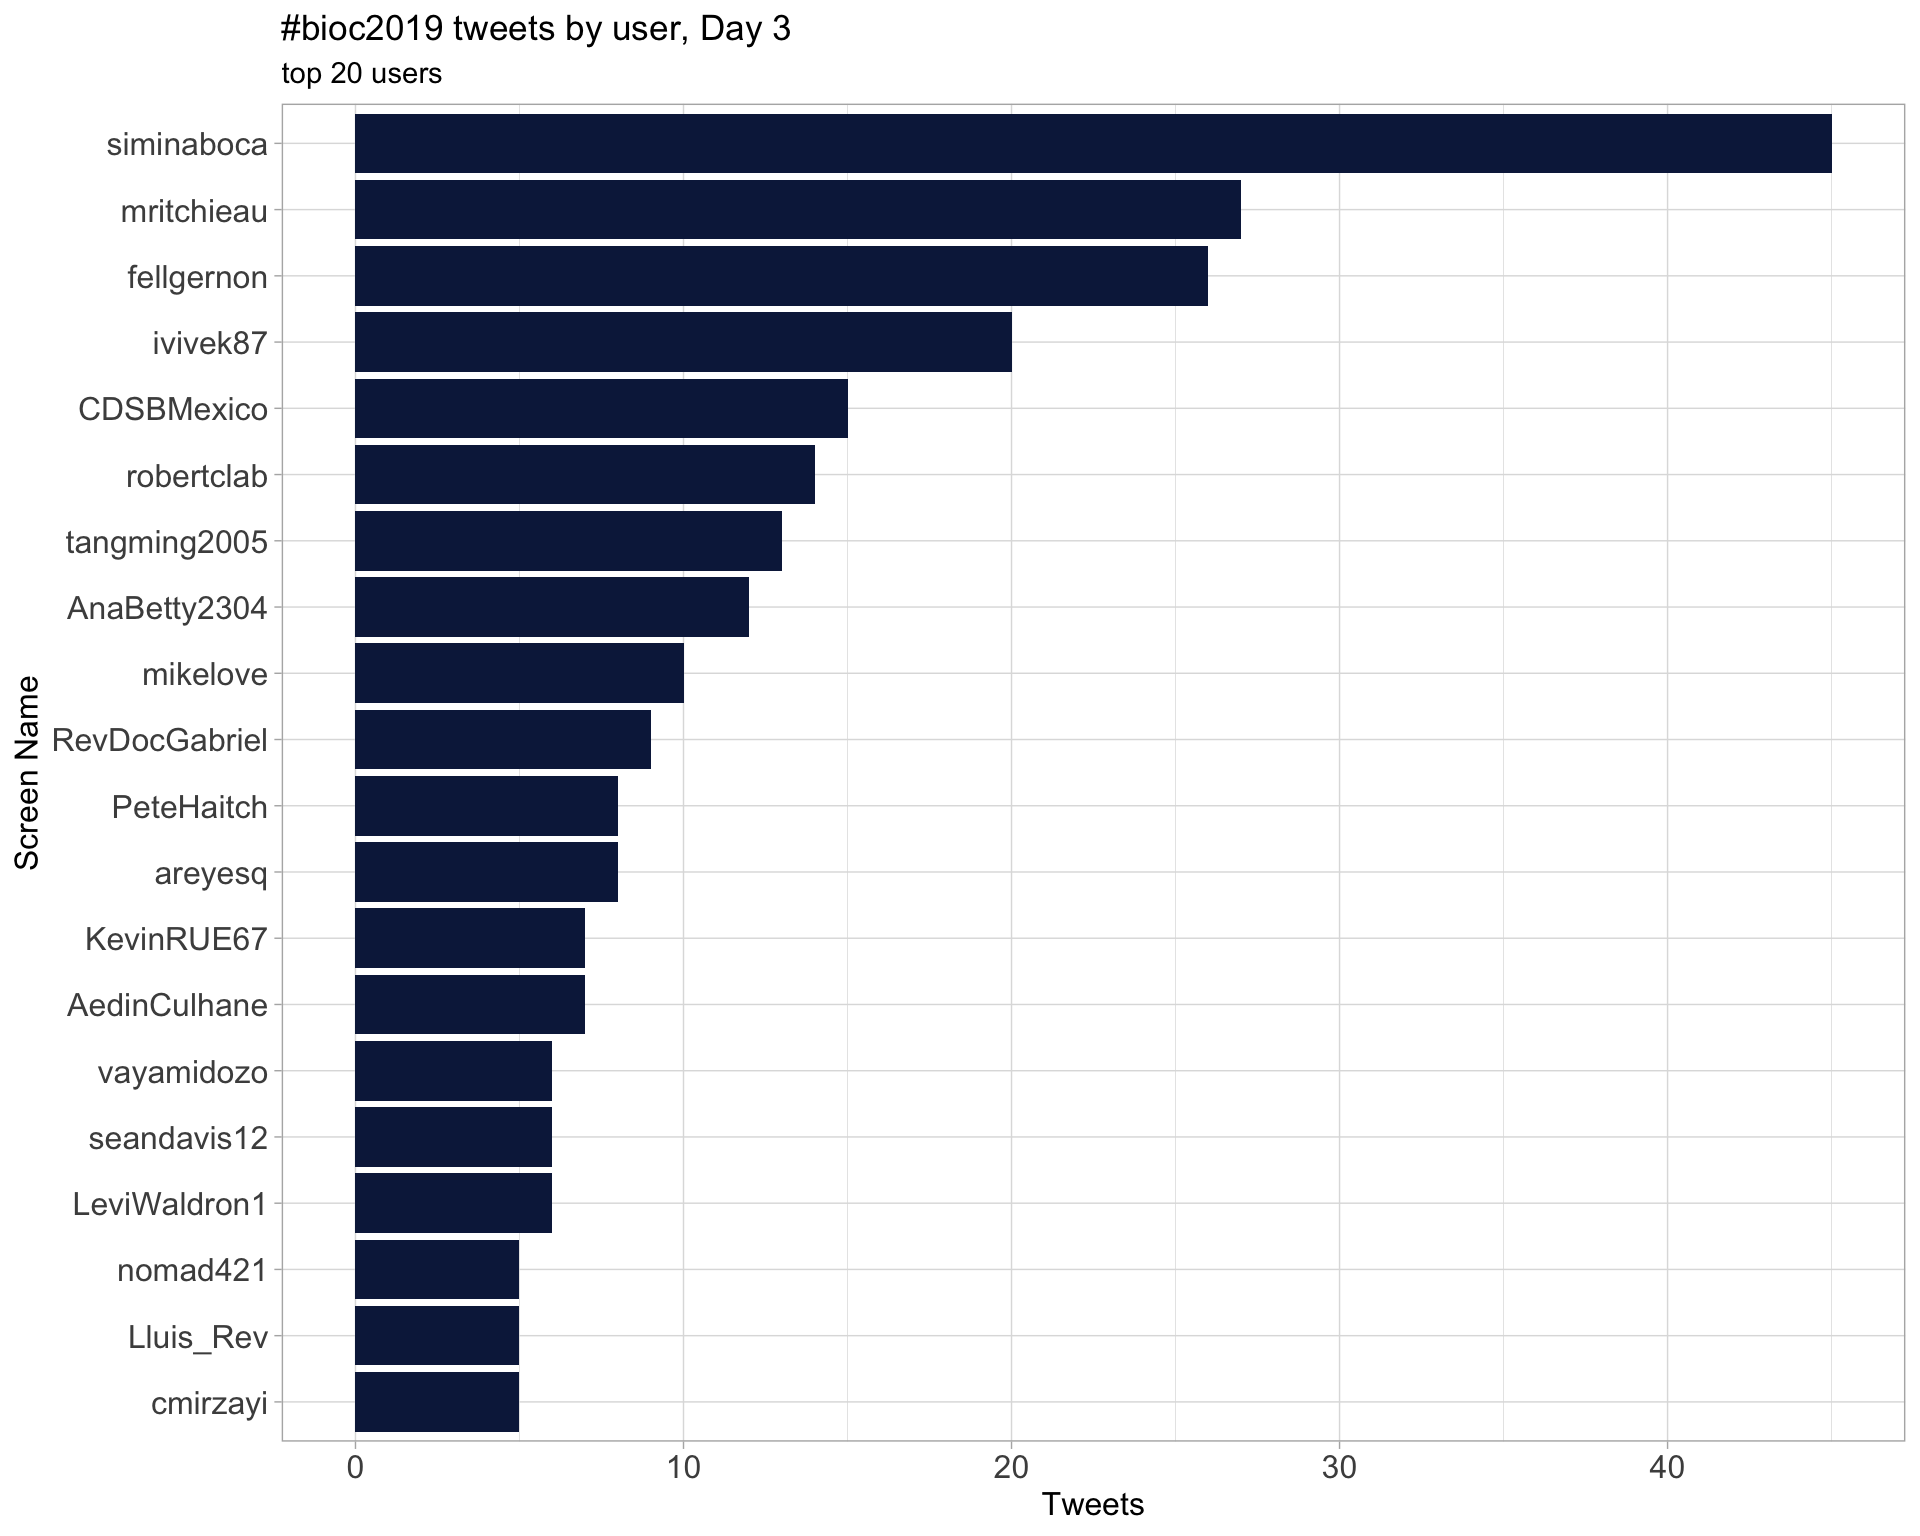 #bioc2019 tweets by user, Day 3
top 20 users
siminaboca
mritchieau
fellgernon
ivivek87
CDSBMexico
robertclab
tangming2005
AnaBetty2304
mikelove
RevDocGabriel
PeteHaitch
areyesq
KevinRUE67
AedinCulhane
vayamidozo
seandavis12
LeviWaldron1
nomad421
Lluis_Rev
cmirzayi
Screen Name
0 10 20 30 40
Tweets